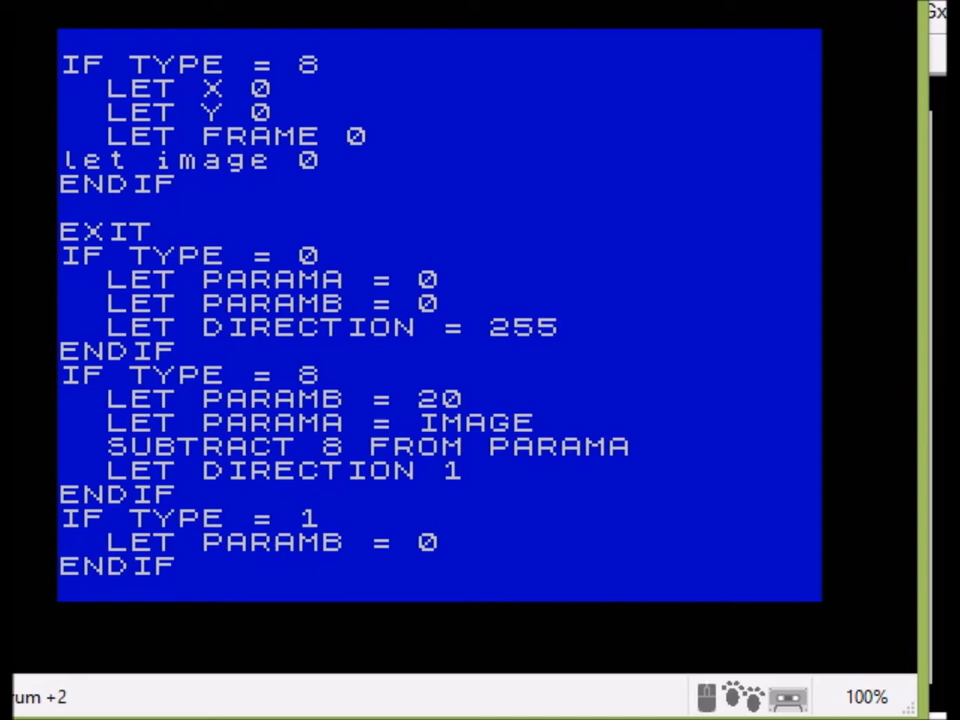 Gx
IF TYPE = 8
LET X 0
LET Y 0
LET FRAME 0
let image 0
ENDIF
EXIT
IF TYPE = 0
LET PARAMA = 0
LET PARAMB = 0
LET DIRECTION = 255
ENDIF
IF TYPE = 8
LET PARAMB = 20
LET PARAMA = IMAGE
SUBTRACT 8 FROM PARAMA
LET DIRECTION 1
ENDIF
IF TYPE = 1
LET PARAMB = 0
ENDIF
um +2
100%